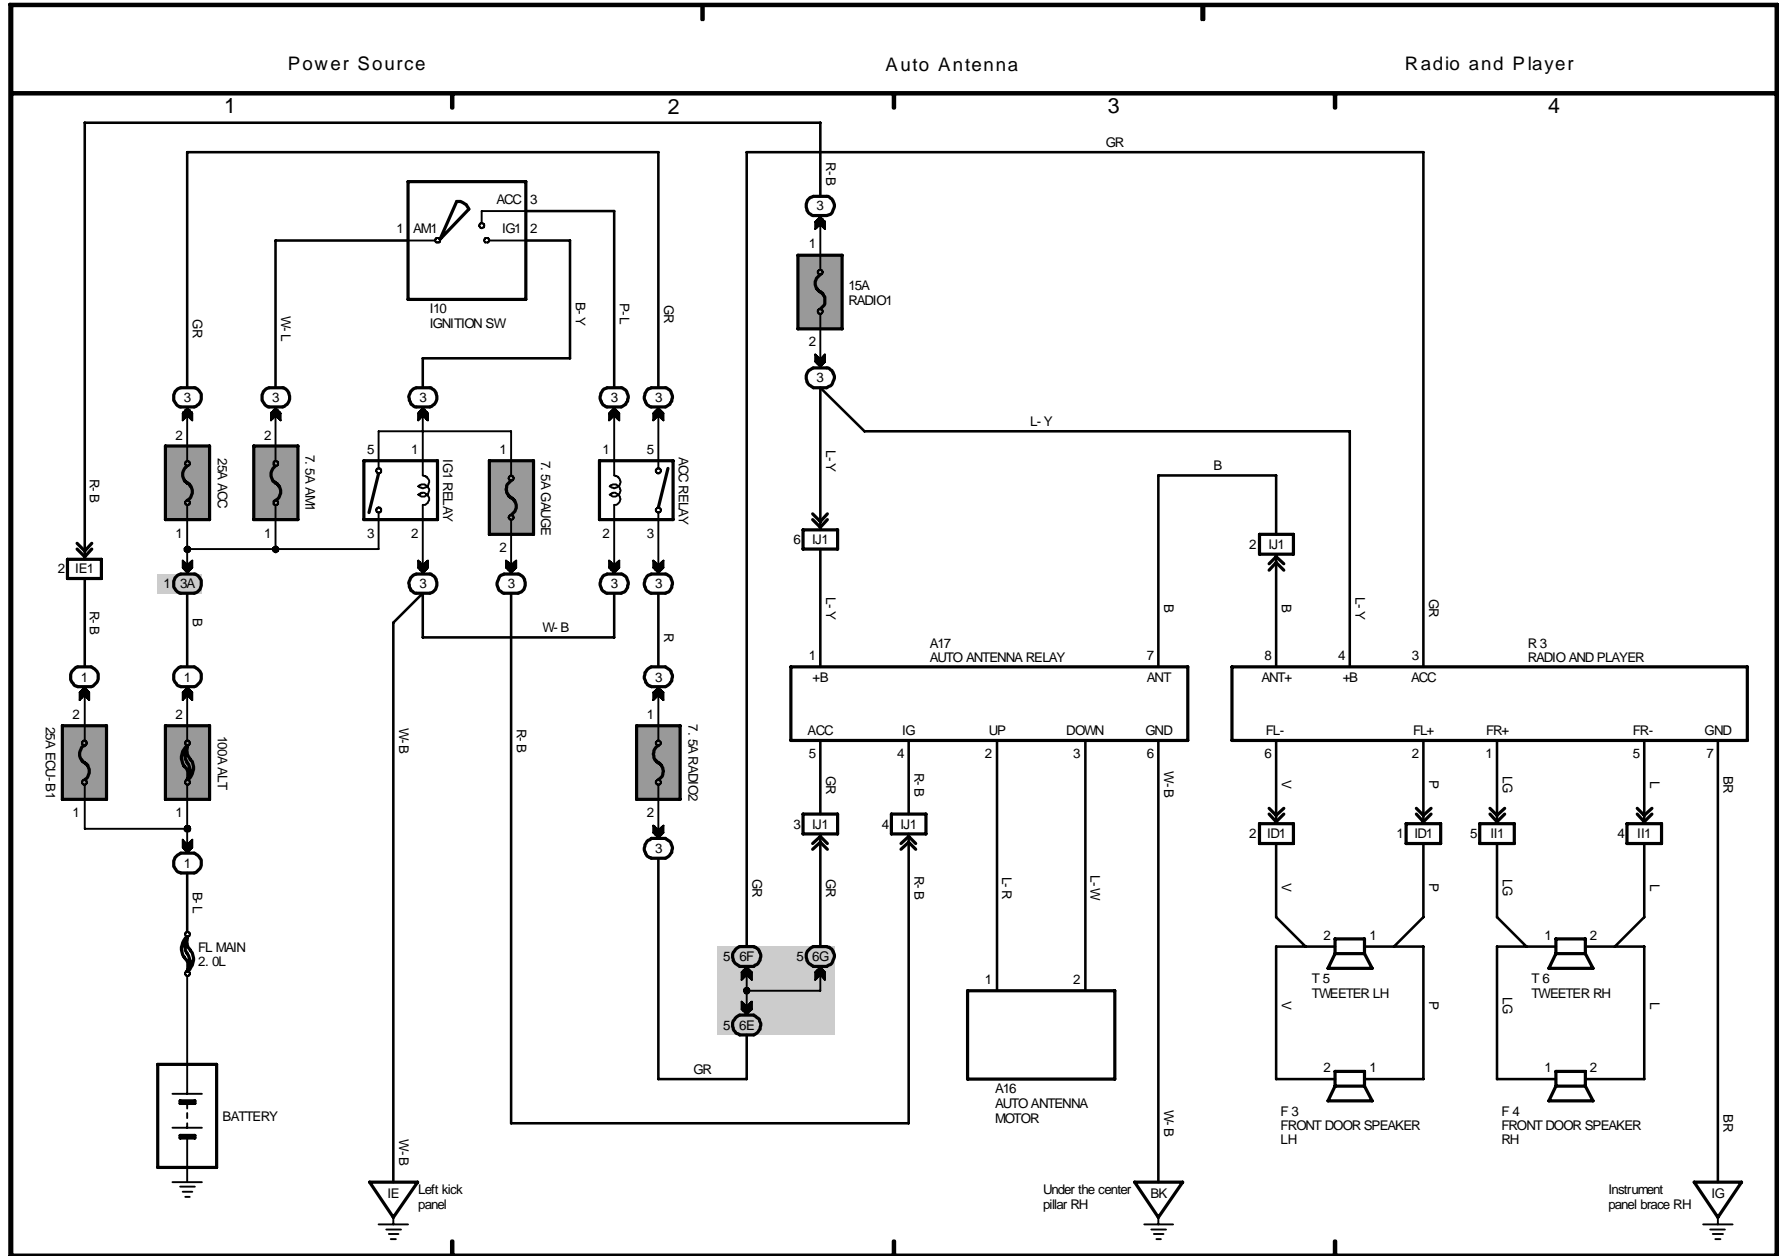 Power Source
Auto Antenna
Radio and Player
1
2
3
4
GR
R-B
3
ACC 3
1 AM1
IG1 2
I10
IGNITION SW
1
15A
RADIO1
2
3
GR
W-L
B-Y
P-L
GR
3
3
3
3
3
L-Y
2
2
5
1
1
1
5
25A ACC
7. 5A AM1
IG1 RELAY
7. 5A GAUGE
ACC RELAY
L-Y
B
R-B
1
1
3
2
2
2
3
6 IJ1
2 IJ1
2 IE1
1 3A
3
3
3
3
R-B
B
W-B
R
L-Y
B
B
L-Y
GR
A17
AUTO ANTENNA RELAY
R 3
RADIO AND PLAYER
1
7
8
4
3
+B
ANT
ANT+
+B
ACC
1
1
3
2
2
1
25A ECU-B1
100A ALT
W-B
R-B
7. 5A RADIO2
ACC
IG
UP
DOWN
GND
FL-
FL+
FR+
FR-
GND
5
4
2
3
6
6
2
1
5
7
1
1
2
GR
R-B
W-B
V
P
LG
L
BR
3 IJ1
4 IJ1
2 ID1
1 ID1
5 II1
4 II1
1
3
B-L
GR
GR
R-B
L-R
L-W
V
P
LG
L
FL MAIN
2. 0L
5 6F
5 6G
2
1
1
2
T 5
TWEETER LH
T 6
TWEETER RH
1
2
V
P
LG
L
5 6E
GR
2
1
1
2
A16
AUTO ANTENNA
MOTOR
F 3
FRONT DOOR SPEAKER
LH
F 4
FRONT DOOR SPEAKER
RH
BATTERY
W-B
W-B
BR
IE
Left kick
panel
Under the center
pillar RH
BK
Instrument
panel brace RH
IG